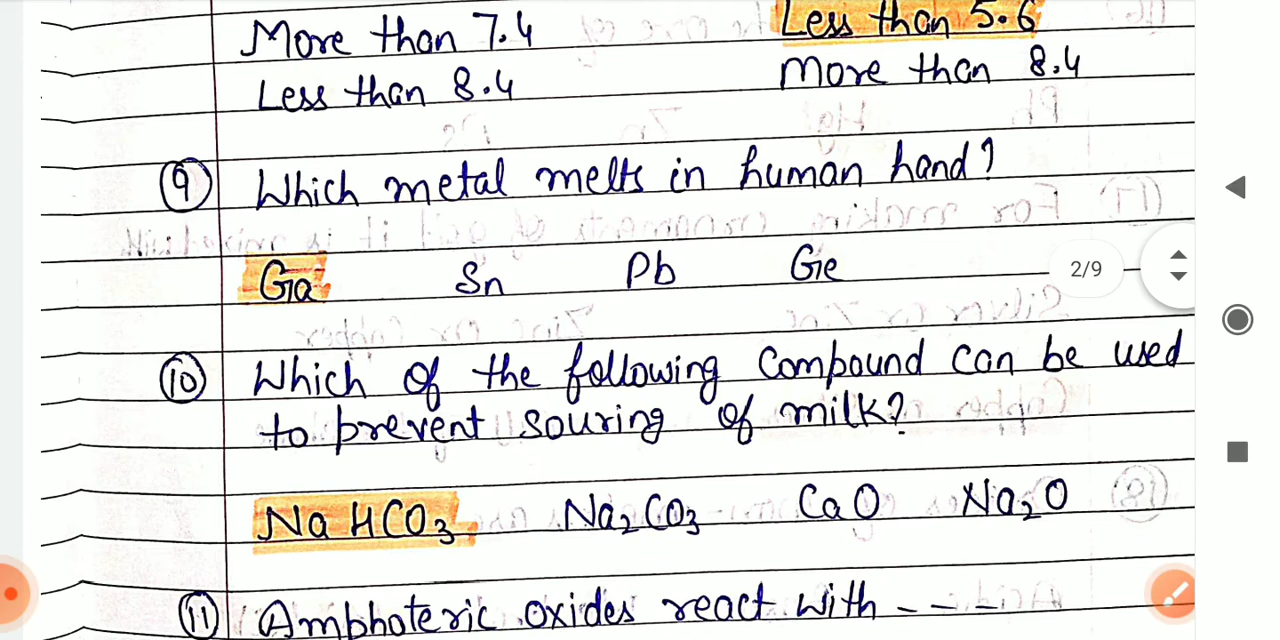 More than 7.4 Less than 5.6
Less than 8.4 More than 8.4
9 Which metal melts in human hand?
Ga Sn Pb Ge
2/9
10 Which of the following compound can be used
to prevent souring of milk?
NaHCO3 Na2CO3 CaO Na2O
11 Amphoteric oxides react with - - -